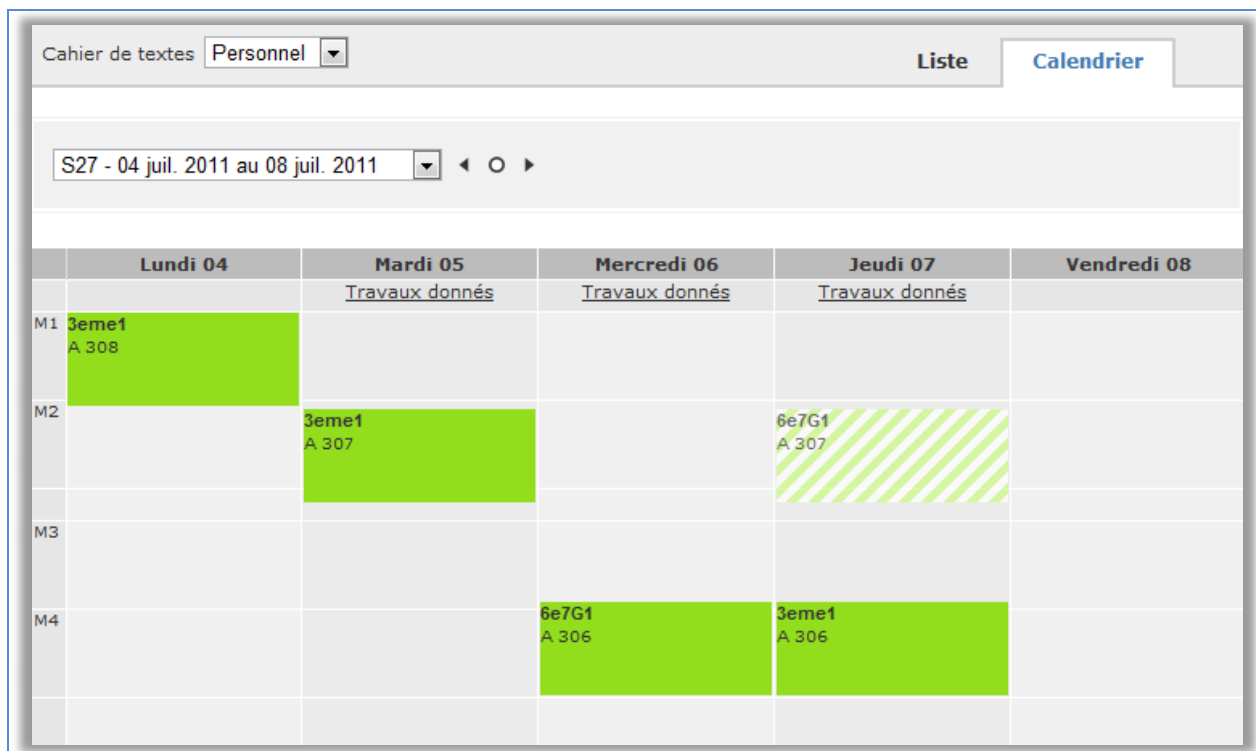 Cahier de textes Personnel
Liste Calendrier
S27 - 04 juil. 2011 au 08 juil. 2011
Lundi 04 Mardi 05 Mercredi 06 Jeudi 07 Vendredi 08
Travaux donnés Travaux donnés Travaux donnés
M1 3eme1
A 308
M2
3eme1 6e7G1
A 307 A 307
M3
M4
6e7G1 3eme1
A 306 A 306